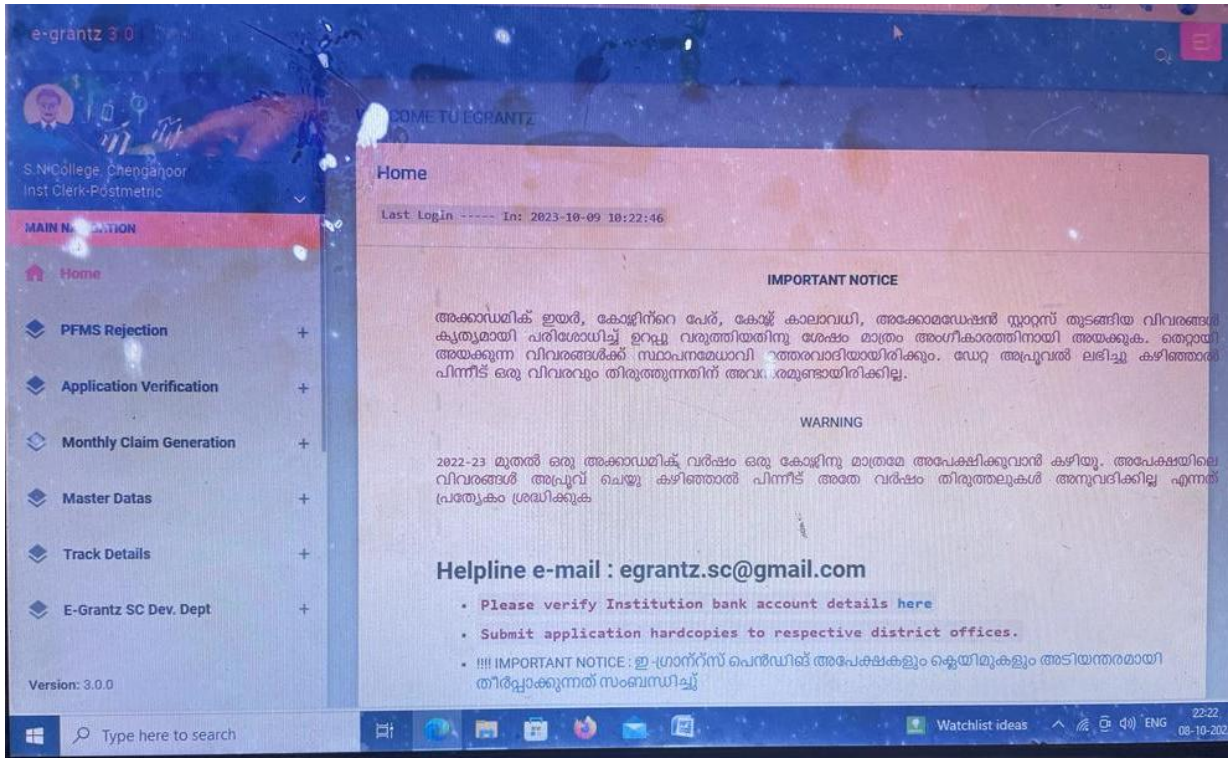 e-grantz 3.0
S.N College, Chenganoor
Inst Clerk-Postmetric
MAIN
Home
PFMS Rejection +
Application Verification +
Monthly Claim Generation +
Master Datas +
Track Details +
E-Grantz SC Dev. Dept +
Version: 3.0.0
COME TO EGRANTZ
Home
Last Login ----- In: 2023-10-09 10:22:46
IMPORTANT NOTICE
അക്കാഡമിക് ഇയർ, കോഴ്സിൻറെ പേര്, കോഴ്സ് കാലാവധി, അക്കോമഡേഷൻ സ്റ്റാറ്റസ് തുടങ്ങിയ വിവരങ്ങൾ
കൃത്യമായി പരിശോധിച്ച് ഉറപ്പു വരുത്തിയതിനു ശേഷം മാത്രം അംഗീകാരത്തിനായി അയക്കുക. തെറ്റായി
അയക്കുന്ന വിവരങ്ങൾക്ക് സ്ഥാപനമേധാവി ഉത്തരവാദിയായിരിക്കും. ഡേറ്റ അപ്രൂവൽ ലഭിച്ചു കഴിഞ്ഞാൽ
പിന്നീട് ഒരു വിവരവും തിരുത്തുന്നതിന് അവസരമുണ്ടായിരിക്കില്ല.
WARNING
2022-23 മുതൽ ഒരു അക്കാഡമിക് വർഷം ഒരു കോഴ്സിനു മാത്രമേ അപേക്ഷിക്കുവാൻ കഴിയൂ. അപേക്ഷയിലെ
വിവരങ്ങൾ അപ്രൂവ് ചെയ്തു കഴിഞ്ഞാൽ പിന്നീട് അതേ വർഷം തിരുത്തലുകൾ അനുവദിക്കില്ല എന്നത്
പ്രത്യേകം ശ്രദ്ധിക്കുക
Helpline e-mail : egrantz.sc@gmail.com
• Please verify Institution bank account details here
• Submit application hardcopies to respective district offices.
• !!!! IMPORTANT NOTICE : ഇ -ഗ്രാന്റ്സ് പെൻഡിങ് അപേക്ഷകളും ക്ലെയിമുകളും അടിയന്തരമായി
തീർപ്പാക്കുന്നത് സംബന്ധിച്ച്
Type here to search
Watchlist ideas
ENG
22:22
08-10-202